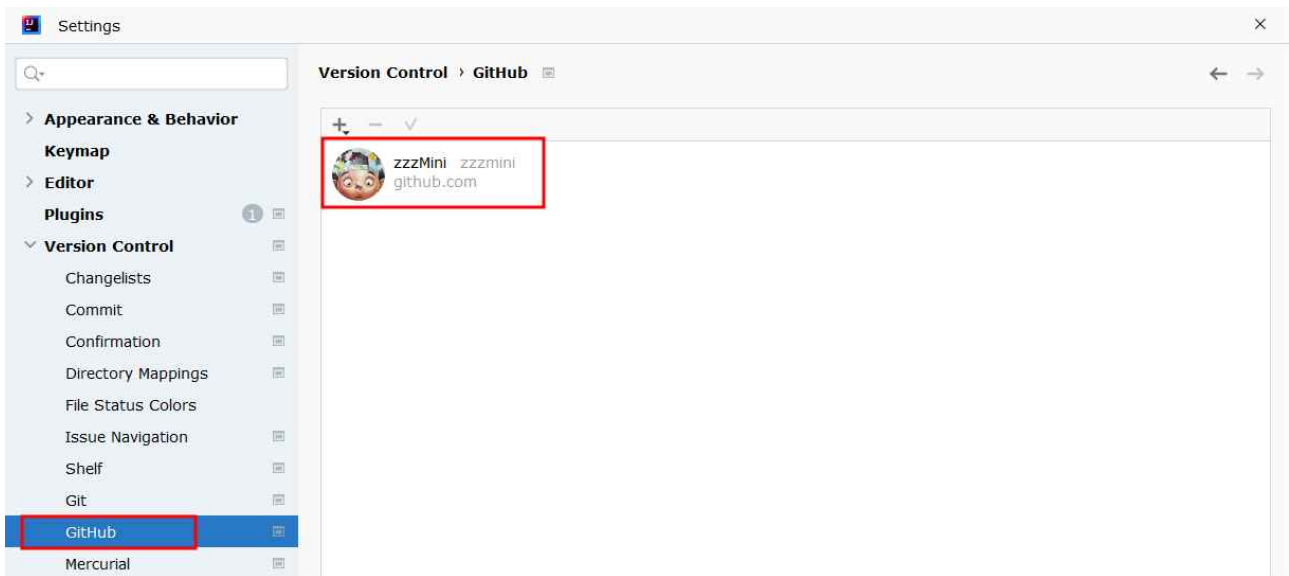 Settings
Version Control › GitHub
Appearance & Behavior
Keymap
Editor
Plugins 1
Version Control
Changelists
Commit
Confirmation
Directory Mappings
File Status Colors
Issue Navigation
Shelf
Git
GitHub
Mercurial
zzzMini zzzmini
github.com